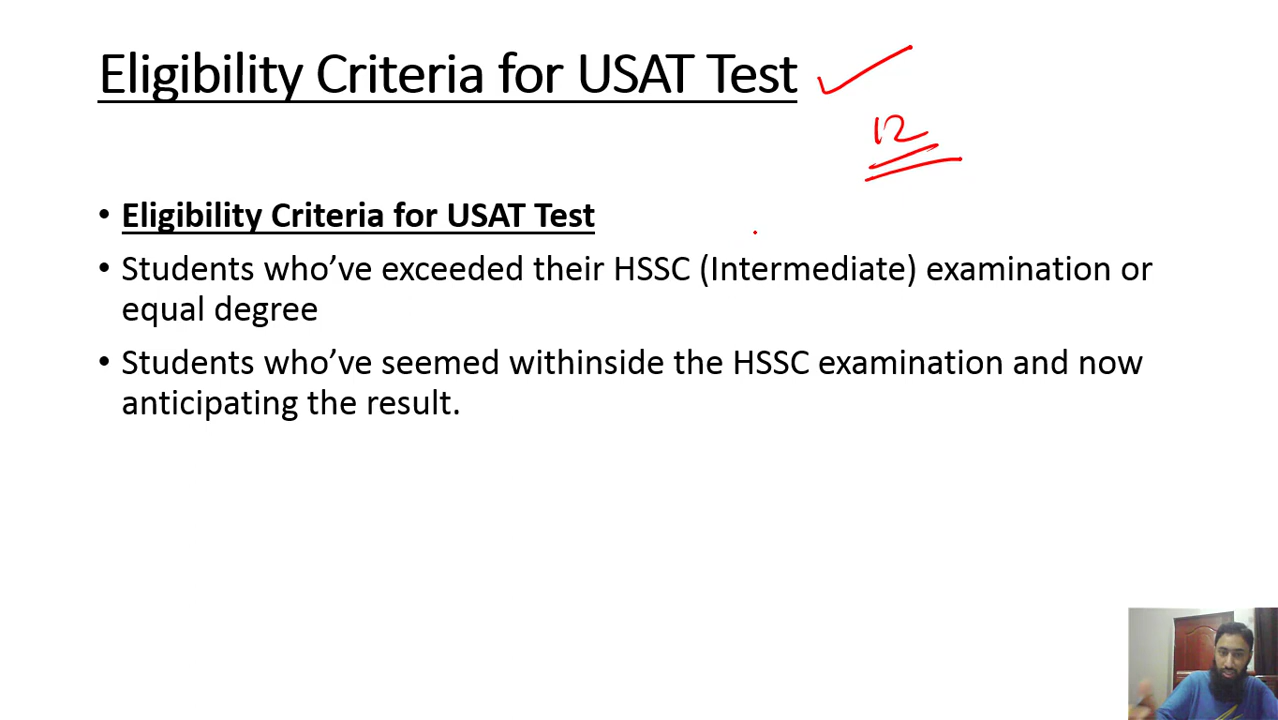 Eligibility Criteria for USAT Test
12
• Eligibility Criteria for USAT Test
• Students who’ve exceeded their HSSC (Intermediate) examination or
equal degree
• Students who’ve seemed withinside the HSSC examination and now
anticipating the result.